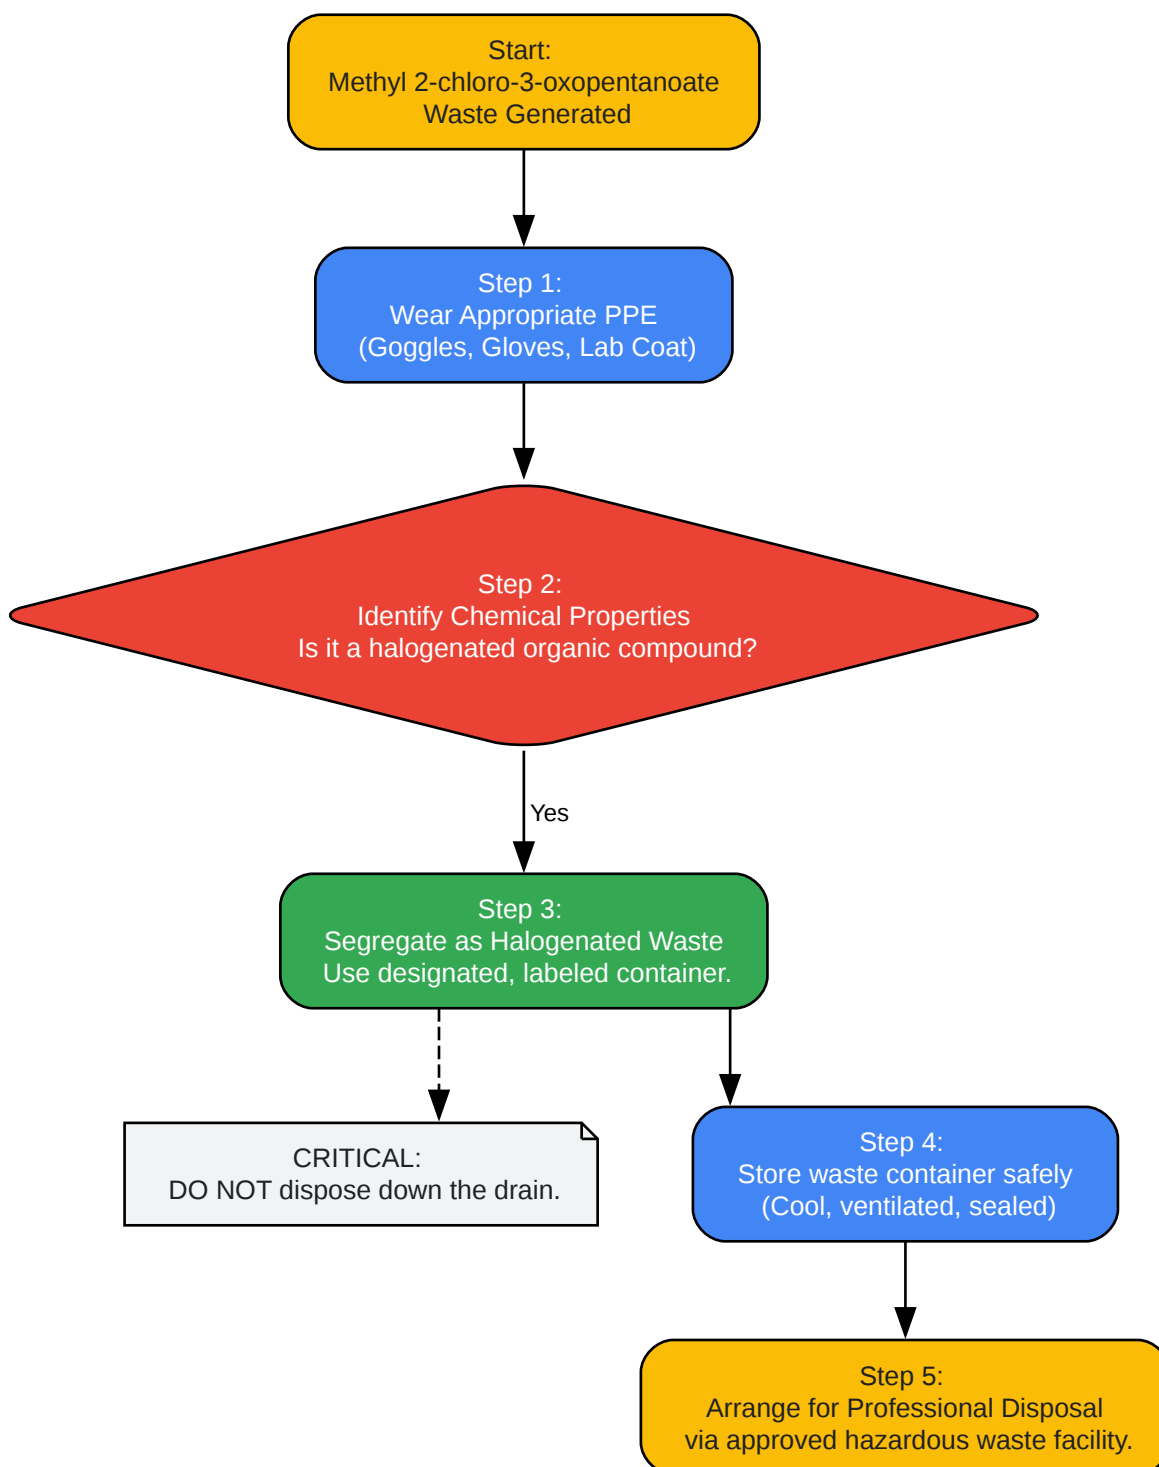 Start:
Methyl 2-chloro-3-oxopentanoate
Waste Generated
Step 1:
Wear Appropriate PPE
(Goggles, Gloves, Lab Coat)
Step 2:
Identify Chemical Properties
Is it a halogenated organic compound?
Yes
Step 3:
Segregate as Halogenated Waste
Use designated, labeled container.
CRITICAL:
DO NOT dispose down the drain.
Step 4:
Store waste container safely
(Cool, ventilated, sealed)
Step 5:
Arrange for Professional Disposal
via approved hazardous waste facility.